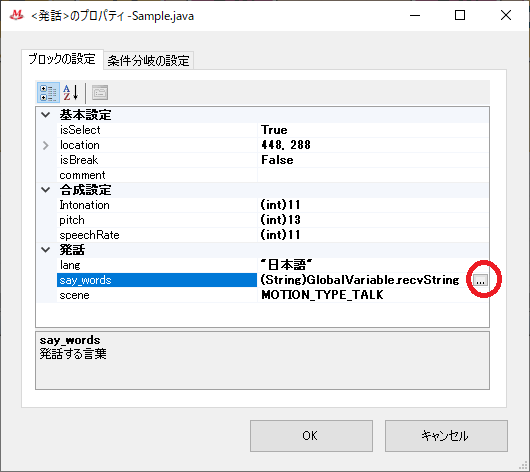 <発話>のプロパティ -Sample.java
ブロックの設定 条件分岐の設定
基本設定
isSelect True
location 448, 288
isBreak False
comment
合成設定
Intonation (int)11
pitch (int)13
speechRate (int)11
発話
lang "日本語"
say_words (String)GlobalVariable.recvString ...
scene MOTION_TYPE_TALK
say_words
発話する言葉
OK キャンセル